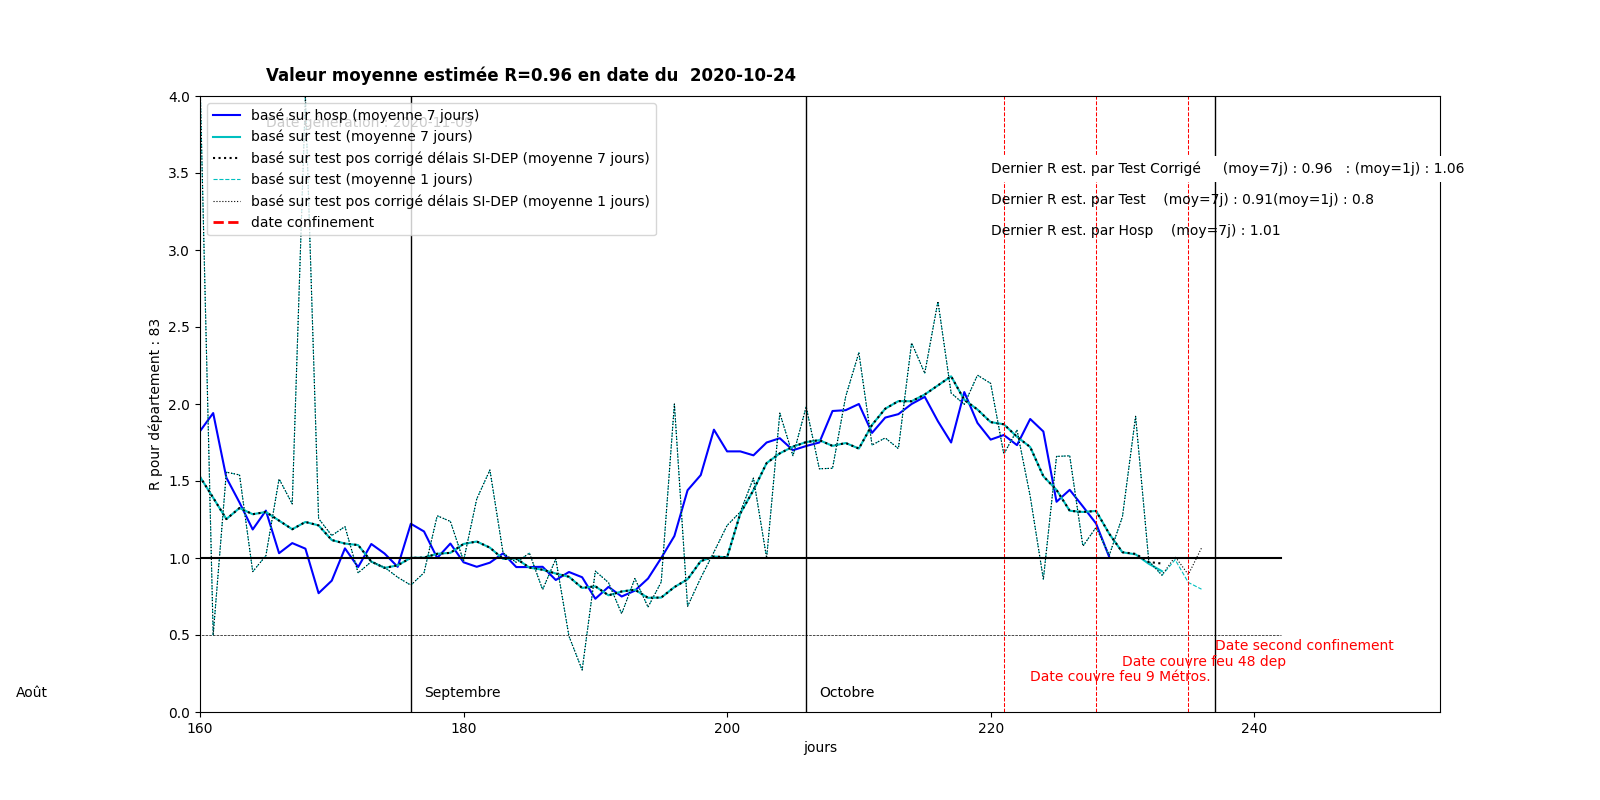 Valeur moyenne estimée R=0.96 en date du  2020-10-24
4.0
Date génération : 2020-11-09
basé sur hosp (moyenne 7 jours)
basé sur test (moyenne 7 jours)
basé sur test pos corrigé délais SI-DEP (moyenne 7 jours)
basé sur test (moyenne 1 jours)
basé sur test pos corrigé délais SI-DEP (moyenne 1 jours)
date confinement
Dernier R est. par Test Corrigé     (moy=7j) : 0.96   : (moy=1j) : 1.06
Dernier R est. par Test    (moy=7j) : 0.91(moy=1j) : 0.8
Dernier R est. par Hosp    (moy=7j) : 1.01
3.5
3.0
2.5
2.0
1.5
1.0
0.5
0.0
R pour département : 83
Date second confinement
Date couvre feu 48 dep
Date couvre feu 9 Métros.
Août
Septembre
Octobre
160
180
200
220
240
jours